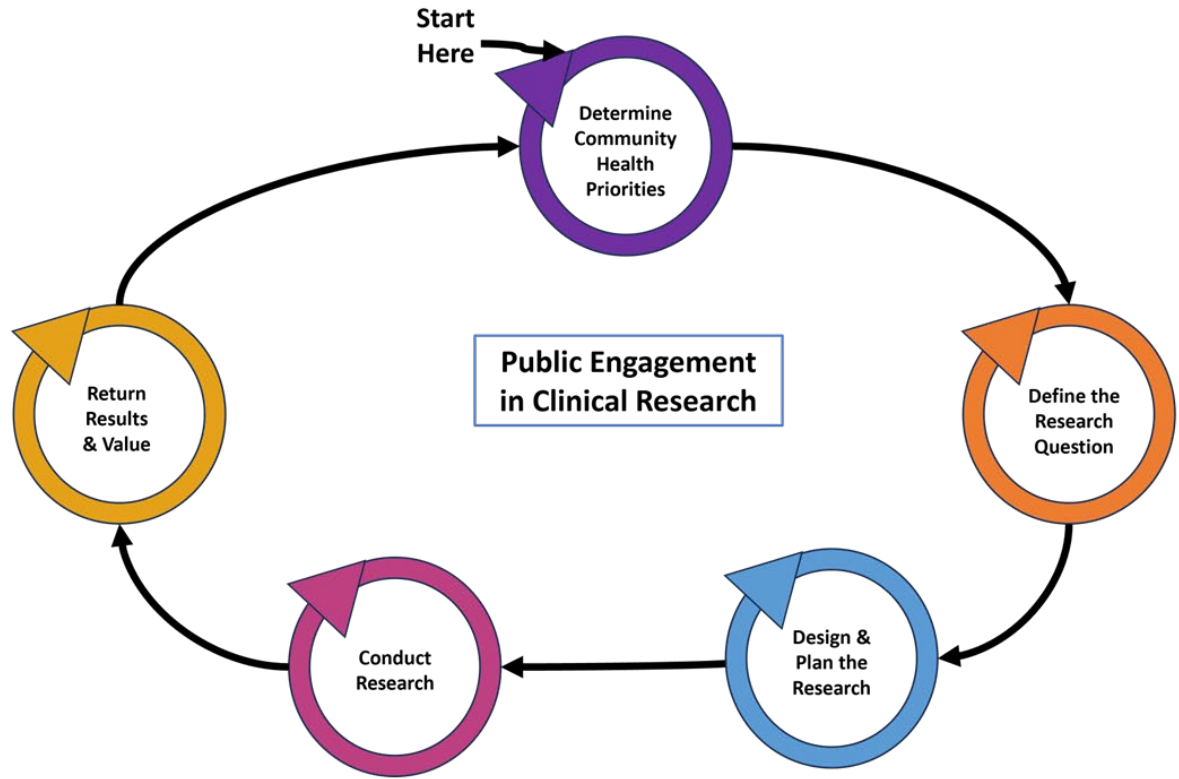 Start
Here
Determine
Community
Health
Priorities
Define the
Research
Question
Design &
Plan the
Research
Conduct
Research
Return
Results
& Value
Public Engagement
in Clinical Research